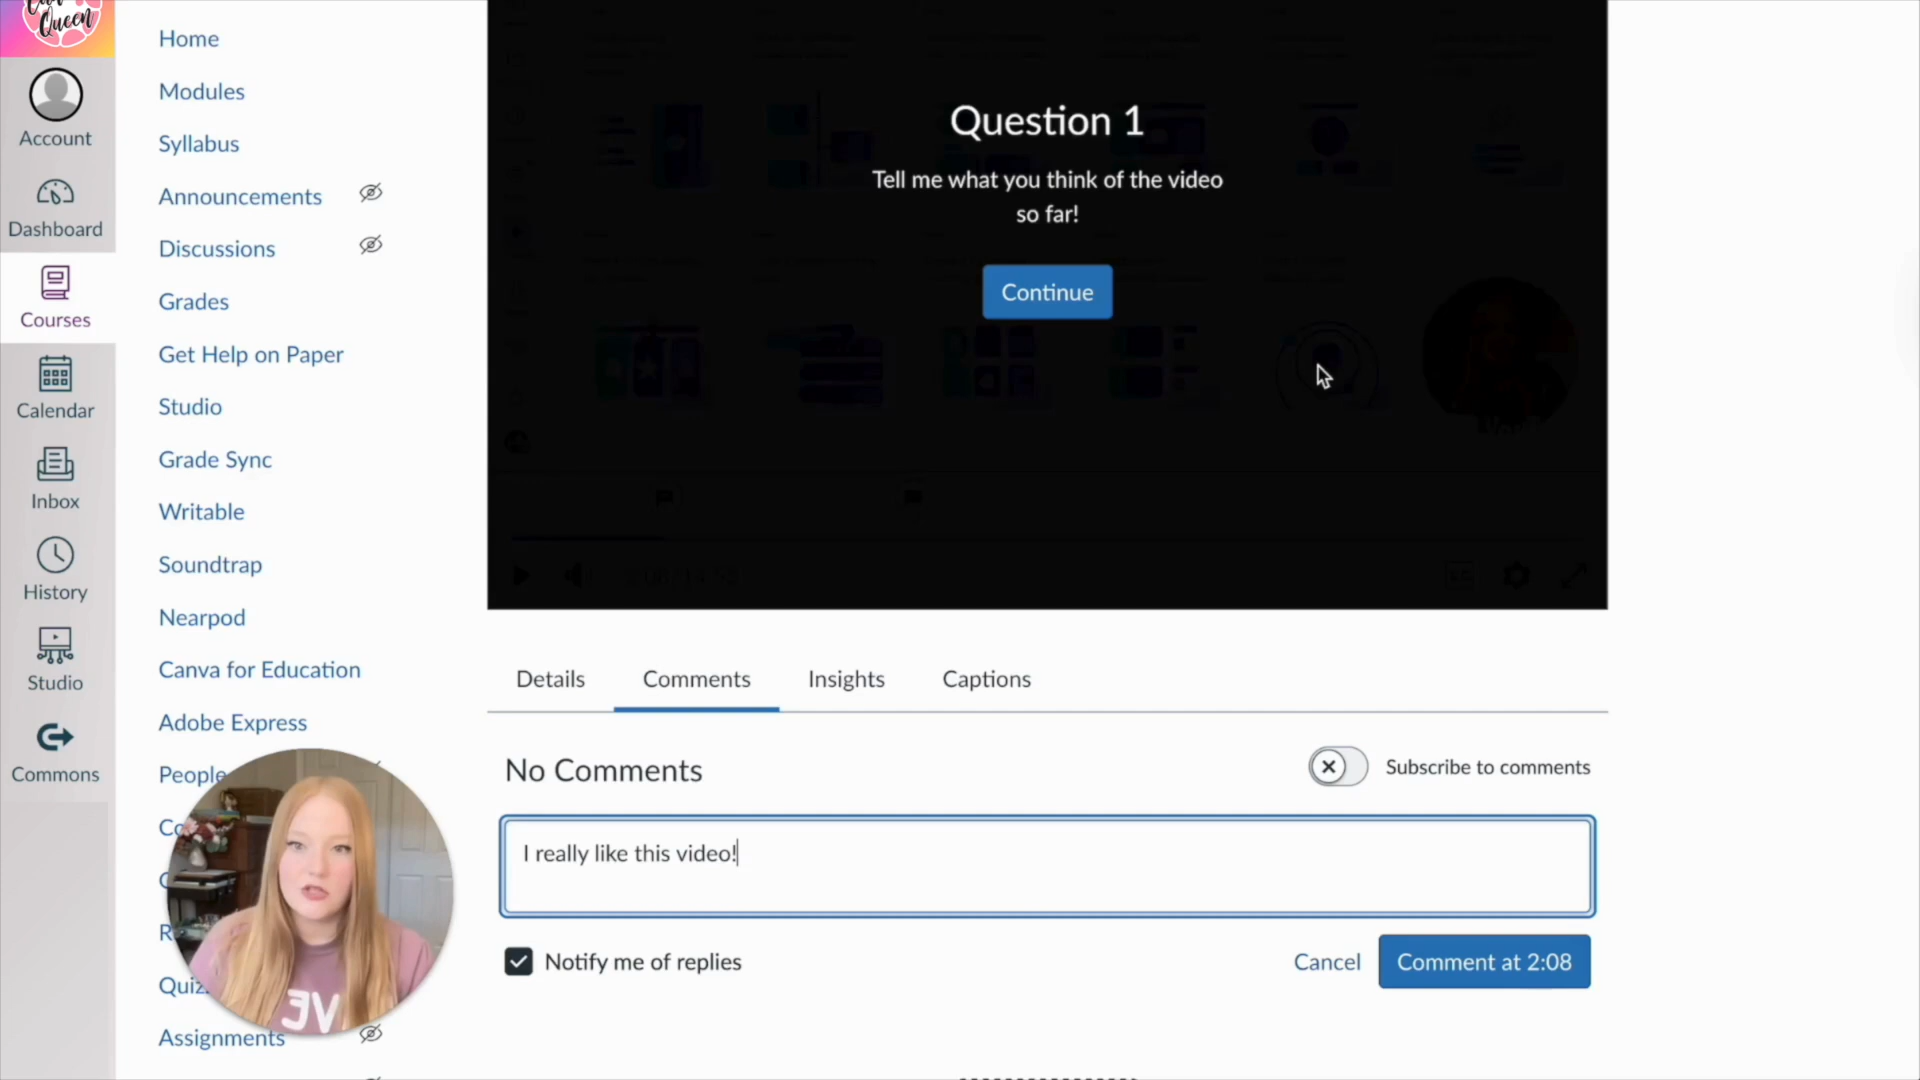 Queen
Home
Modules
Syllabus
Announcements
Discussions
Grades
Get Help on Paper
Studio
Grade Sync
Writable
Soundtrap
Nearpod
Canva for Education
Adobe Express
People
Co
Quiz
Assignments
Account
Dashboard
Courses
Calendar
Inbox
History
Studio
Commons
Question 1
Tell me what you think of the video
so far!
Continue
Details
Comments
Insights
Captions
No Comments
Subscribe to comments
I really like this video!
Notify me of replies
Cancel
Comment at 2:08